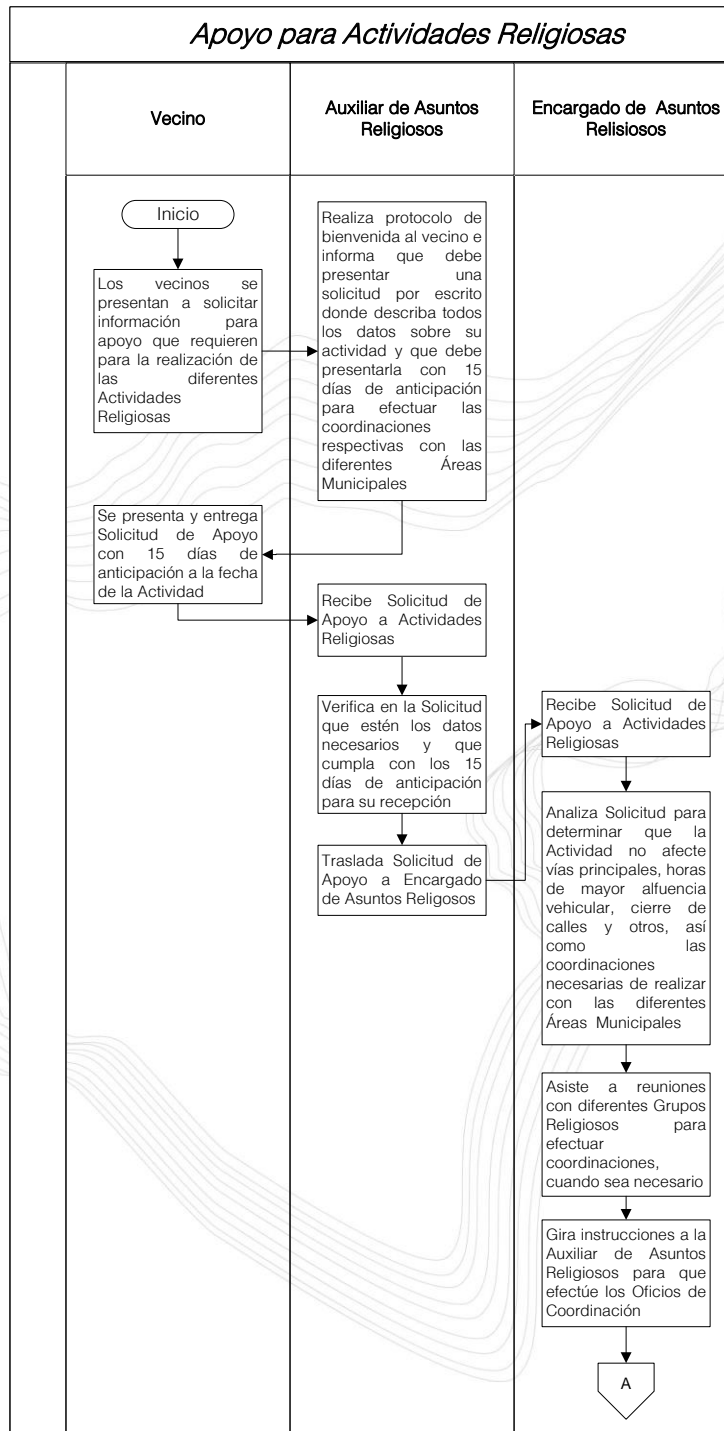 Apoyo para Actividades Religiosas
Vecino
Auxiliar de Asuntos
Religiosos
Encargado de Asuntos
Relisiosos
Inicio
Los vecinos se
presentan a solicitar
información para
apoyo que requieren
para la realización de
las diferentes
Actividades
Religiosas
Realiza protocolo de
bienvenida al vecino e
informa que debe
presentar una
solicitud por escrito
donde describa todos
los datos sobre su
actividad y que debe
presentarla con 15
días de anticipación
para efectuar las
coordinaciones
respectivas con las
diferentes Áreas
Municipales
Se presenta y entrega
Solicitud de Apoyo
con 15 días de
anticipación a la fecha
de la Actividad
Recibe Solicitud de
Apoyo a Actividades
Religiosas
Verifica en la Solicitud
que estén los datos
necesarios y que
cumpla con los 15
días de anticipación
para su recepción
Traslada Solicitud de
Apoyo a Encargado
de Asuntos Religosos
Recibe Solicitud de
Apoyo a Actividades
Religiosas
Analiza Solicitud para
determinar que la
Actividad no afecte
vías principales, horas
de mayor alfuencia
vehicular, cierre de
calles y otros, así
como las
coordinaciones
necesarias de realizar
con las diferentes
Áreas Municipales
Asiste a reuniones
con diferentes Grupos
Religiosos para
efectuar
coordinaciones,
cuando sea necesario
Gira instrucciones a la
Auxiliar de Asuntos
Religiosos para que
efectúe los Oficios de
Coordinación
A